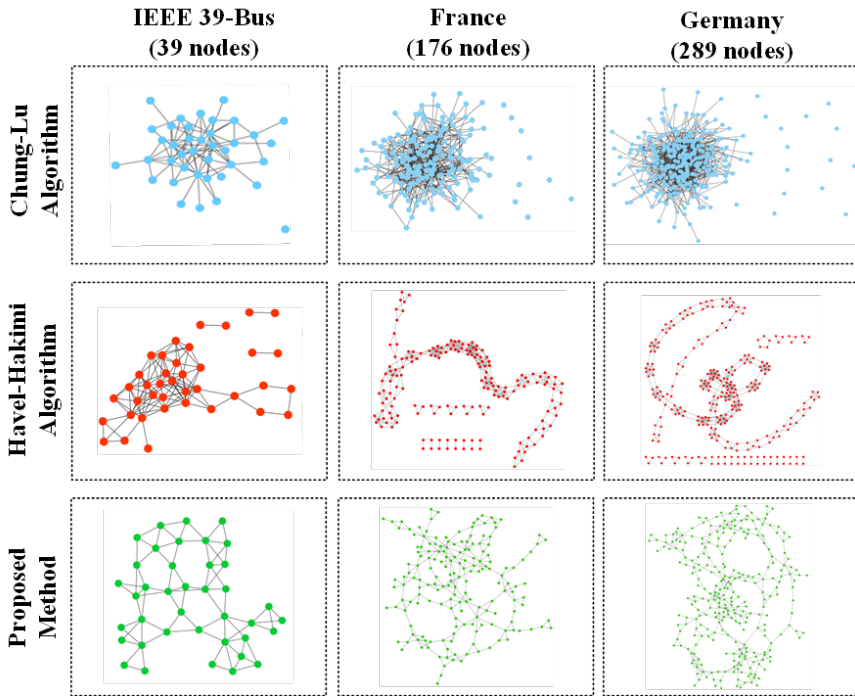 IEEE 39-Bus
(39 nodes)
France
(176 nodes)
Germany
(289 nodes)
Chung-Lu
Algorithm
Havel-Hakimi
Algorithm
Proposed
Method